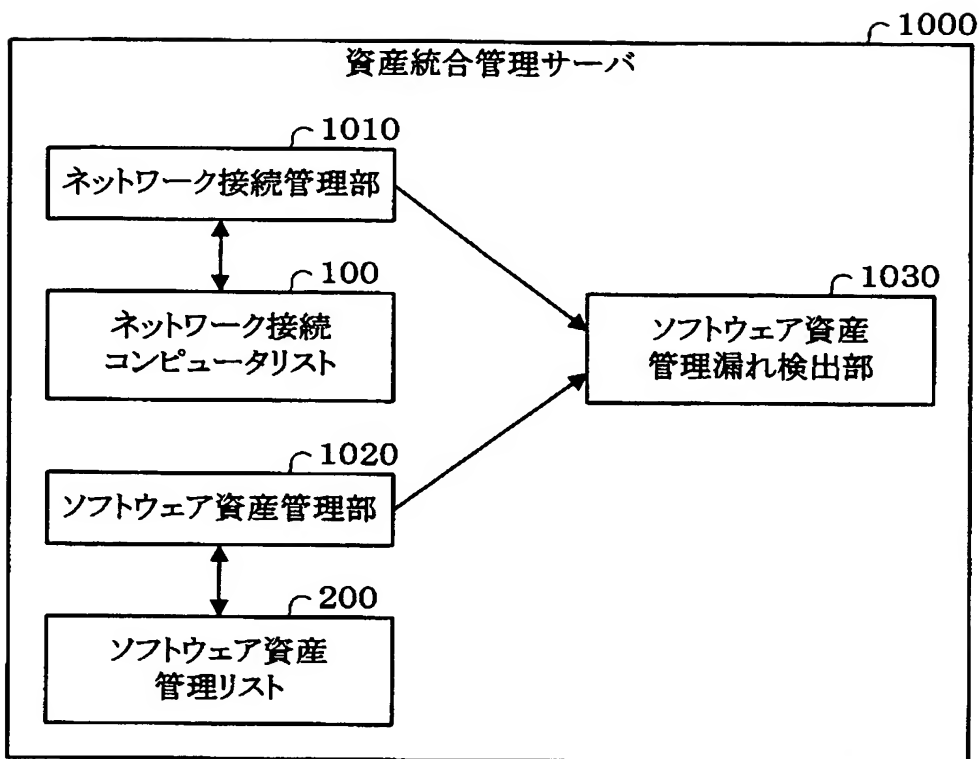 1000
資産統合管理サーバ
1010
ネットワーク接続管理部
100
ネットワーク接続
コンピュータリスト
1030
ソフトウェア資産
管理漏れ検出部
1020
ソフトウェア資産管理部
200
ソフトウェア資産
管理リスト